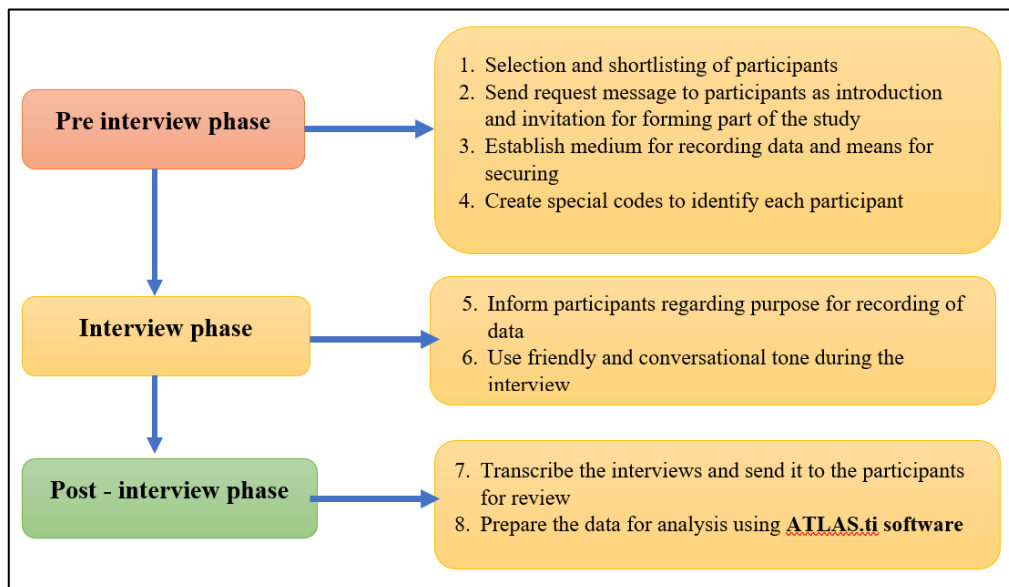 Pre interview phase
1. Selection and shortlisting of participants
2. Send request message to participants as introduction
and invitation for forming part of the study
3. Establish medium for recording data and means for
securing
4. Create special codes to identify each participant
Interview phase
5. Inform participants regarding purpose for recording of
data
6. Use friendly and conversational tone during the
interview
Post - interview phase
7. Transcribe the interviews and send it to the participants
for review
8. Prepare the data for analysis using ATLAS.ti software